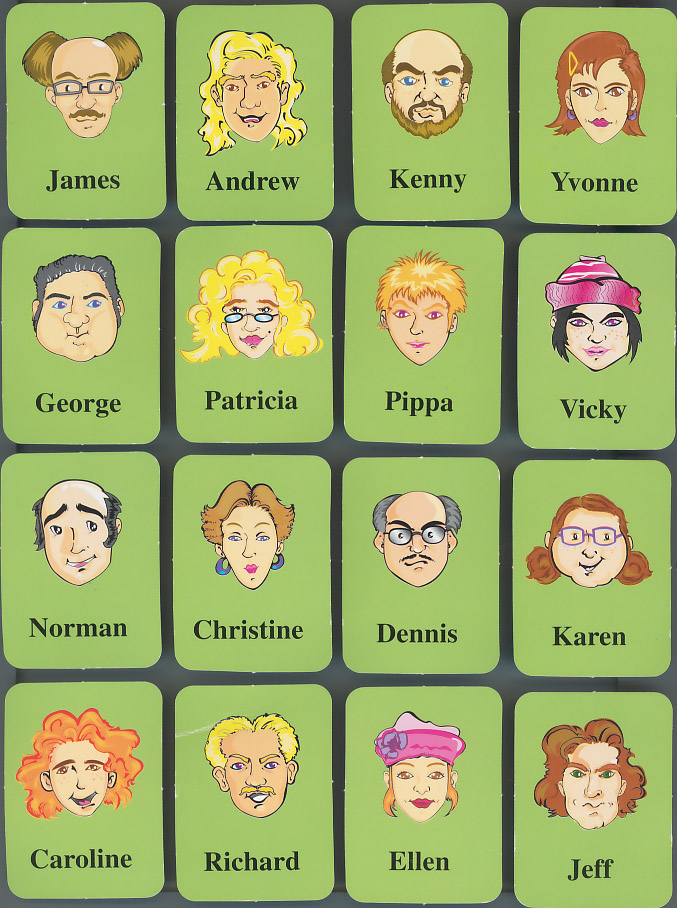 James
Andrew
Kenny
Yvonne
George
Patricia
Pippa
Vicky
Norman
Christine
Dennis
Karen
Caroline
Richard
Ellen
Jeff